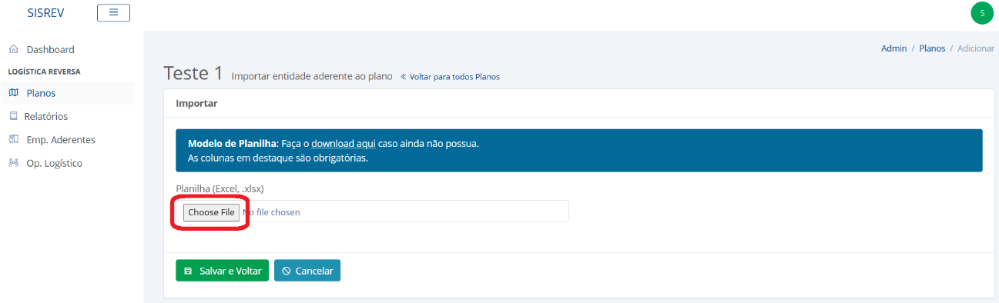 SISREV
S
Dashboard
LOGÍSTICA REVERSA
Planos
Relatórios
Emp. Aderentes
Op. Logístico
Admin / Planos / Adicionar
Teste 1 Importar entidade aderente ao plano « Voltar para todos Planos
Importar
Modelo de Planilha: Faça o download aqui caso ainda não possua.
As colunas em destaque são obrigatórias.
Planilha (Excel, .xlsx)
Choose File No file chosen
Salvar e Voltar Cancelar